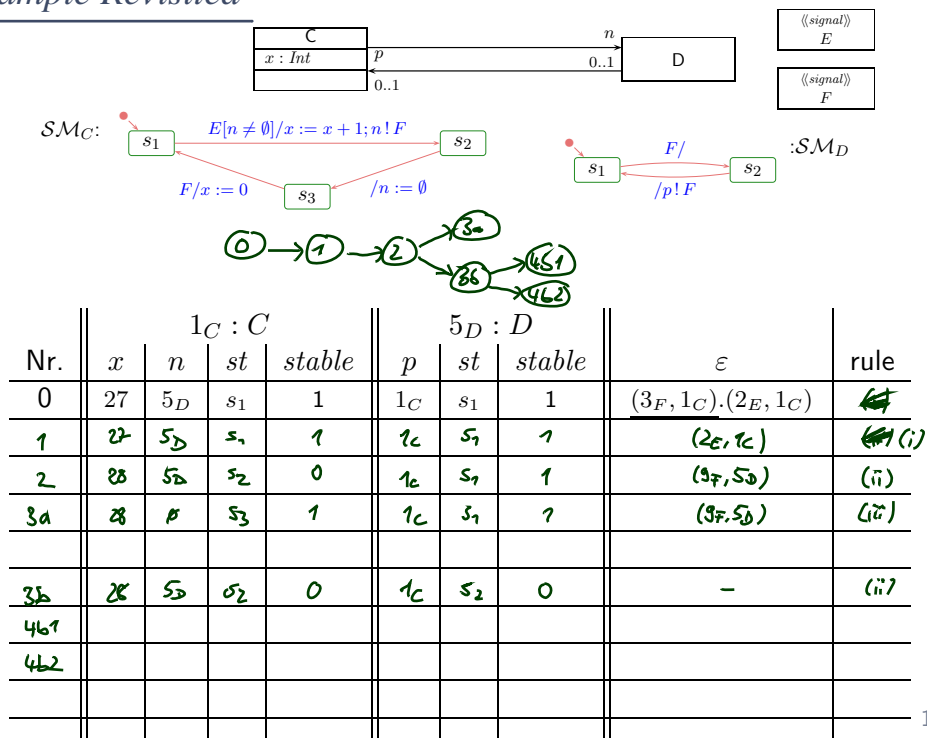 ample Revisited
C
x : Int
p
n
0..1
0..1
D
⟨⟨signal⟩⟩
E
⟨⟨signal⟩⟩
F
SM_C:
s1
E[n ≠ ∅]/x := x + 1; n ! F
s2
F/x := 0
s3
/n := ∅
s1
F/
/p ! F
s2
:SM_D
0 1 2 3a
3b 4b1
4b2
1_C : C 5_D : D
Nr. x n st stable p st stable ε rule
0 27 5_D s1 1 1_C s1 1 (3_F, 1_C).(2_E, 1_C)
1 27 5_D s1 1 1_C s1 1 (2_E, 1_C) (i)
2 28 5_D s2 0 1_C s1 1 (9_F, 5_D) (ii)
3a 28 ∅ s3 1 1_C s1 1 (9_F, 5_D) (iii)
3b 28 5_D s2 0 1_C s2 0 – (ii)
4b1
4b2
1